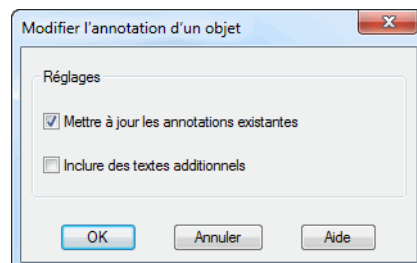 Modifier l'annotation d'un objet
Réglages
Mettre à jour les annotations existantes
Inclure des textes additionnels
OK Annuler Aide